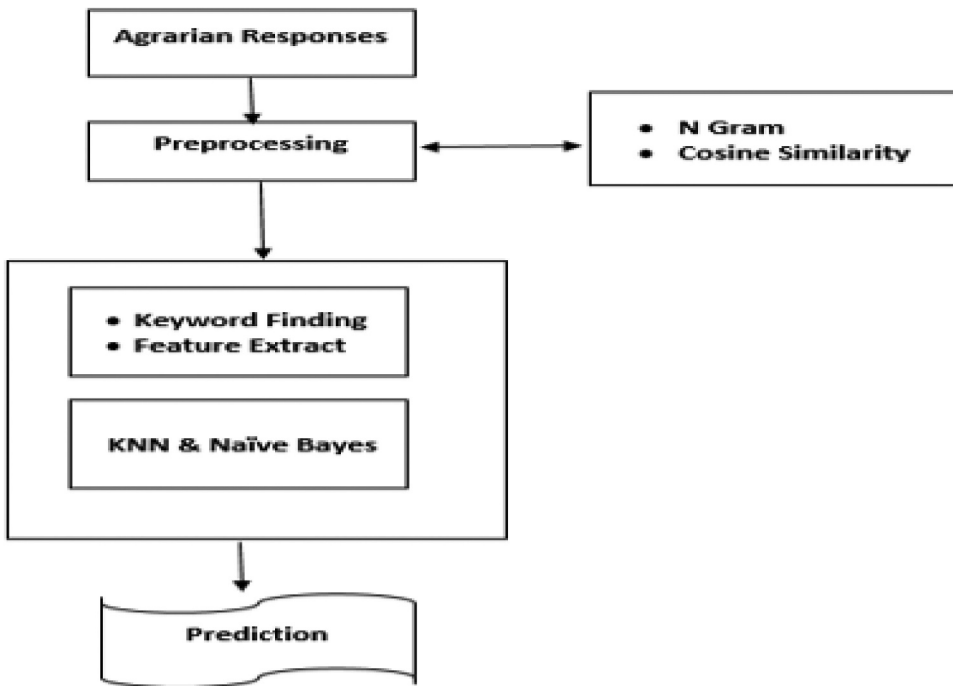 Agrarian Responses
Preprocessing
• N Gram
• Cosine Similarity
• Keyword Finding
• Feature Extract
KNN & Naïve Bayes
Prediction